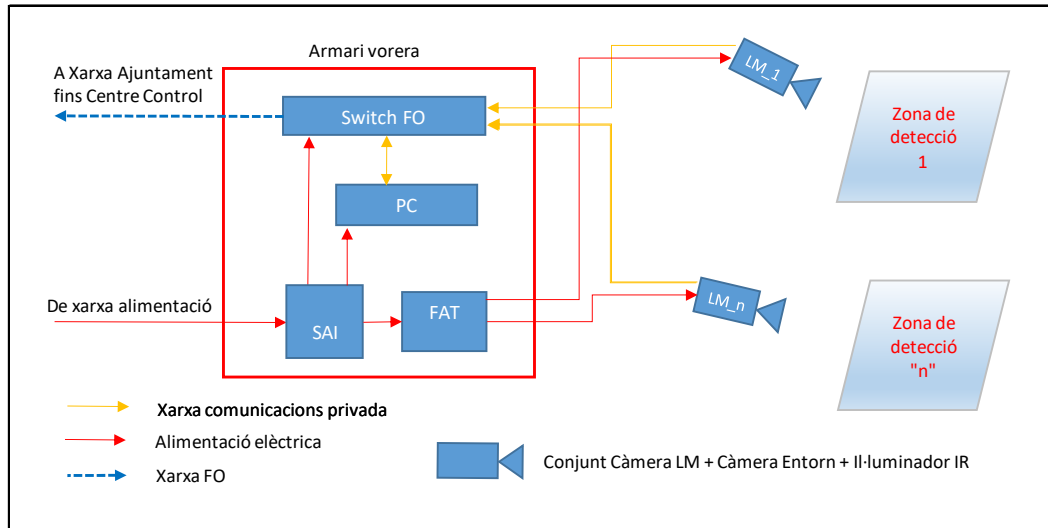 Armari vorera
A Xarxa Ajuntament
fins Centre Control
Switch FO
PC
De xarxa alimentació
SAI
FAT
LM_1
LM_n
Zona de
detecció
1
Zona de
detecció
"n"
Xarxa comunicacions privada
Alimentació elèctrica
Xarxa FO
Conjunt Càmera LM + Càmera Entorn + Il·luminador IR